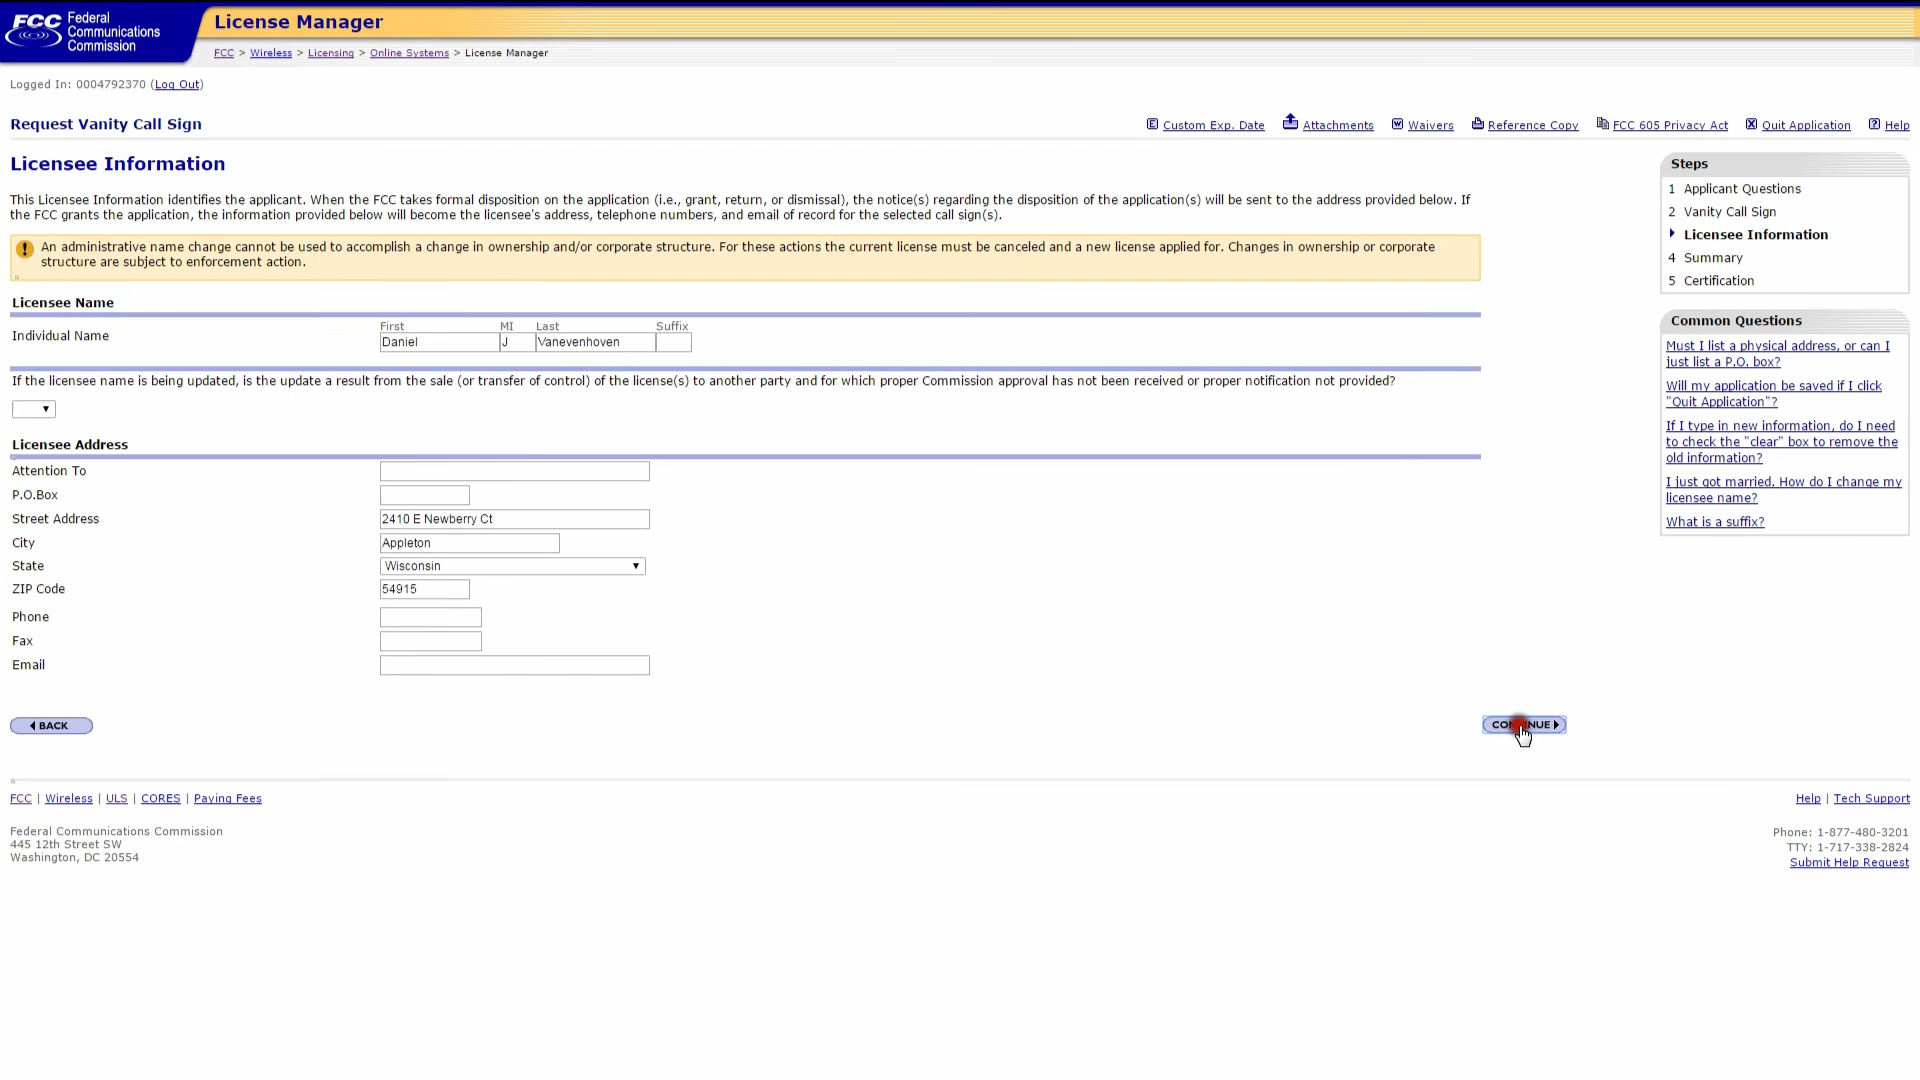 FCC Federal
Communications
Commission
License Manager
FCC > Wireless > Licensing > Online Systems > License Manager
Logged In: 0004792370 (Log Out)
Request Vanity Call Sign
Custom Exp. Date Attachments Waivers Reference Copy FCC 605 Privacy Act Quit Application Help
Licensee Information
This Licensee Information identifies the applicant. When the FCC takes formal disposition on the application (i.e., grant, return, or dismissal), the notice(s) regarding the disposition of the application(s) will be sent to the address provided below. If
the FCC grants the application, the information provided below will become the licensee's address, telephone numbers, and email of record for the selected call sign(s).
An administrative name change cannot be used to accomplish a change in ownership and/or corporate structure. For these actions the current license must be canceled and a new license applied for. Changes in ownership or corporate
structure are subject to enforcement action.
Licensee Name
First MI Last Suffix
Individual Name
Daniel J Vanevenhoven
If the licensee name is being updated, is the update a result from the sale (or transfer of control) of the license(s) to another party and for which proper Commission approval has not been received or proper notification not provided?
Licensee Address
Attention To
P.O.Box
Street Address 2410 E Newberry Ct
City Appleton
State Wisconsin
ZIP Code 54915
Phone
Fax
Email
BACK
Steps
1 Applicant Questions
2 Vanity Call Sign
Licensee Information
4 Summary
5 Certification
Common Questions
Must I list a physical address, or can I
just list a P.O. box?
Will my application be saved if I click
"Quit Application"?
If I type in new information, do I need
to check the "clear" box to remove the
old information?
I just got married. How do I change my
licensee name?
What is a suffix?
CONTINUE
FCC | Wireless | ULS | CORES | Paying Fees
Help | Tech Support
Federal Communications Commission
445 12th Street SW
Washington, DC 20554
Phone: 1-877-480-3201
TTY: 1-717-338-2824
Submit Help Request